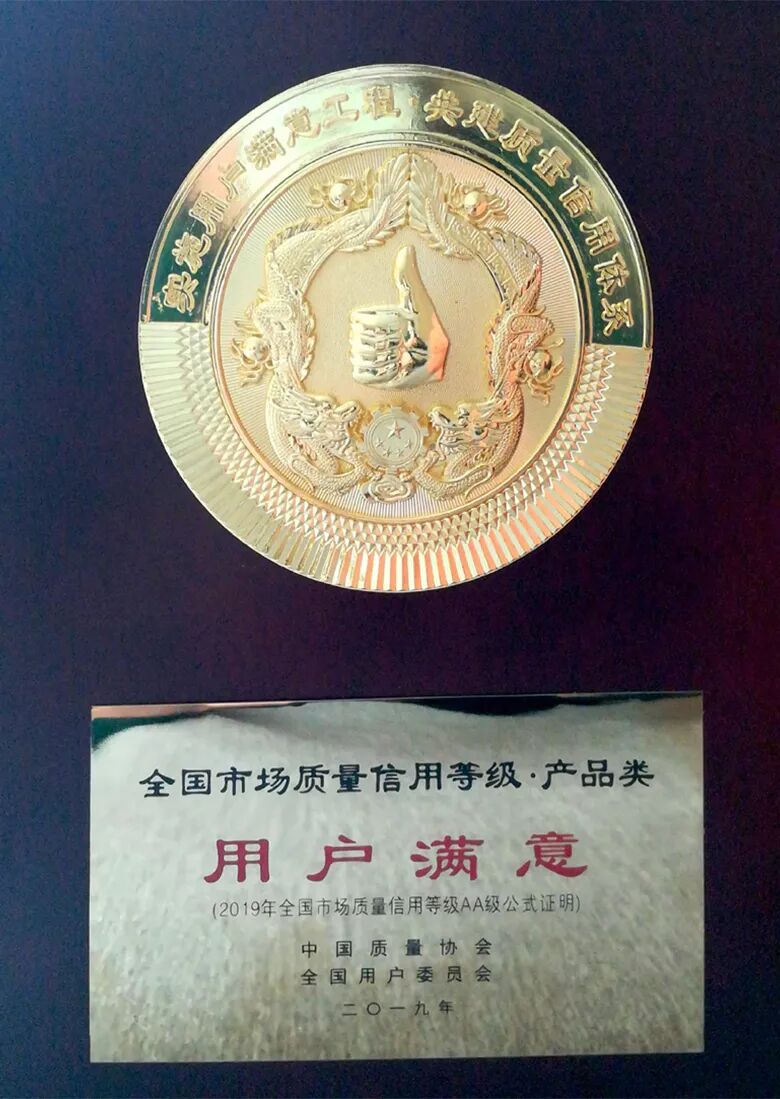 实施用户满意工程·共建质量信用体系
全国市场质量信用等级·产品类
用户满意
(2019年全国市场质量信用等级AA级公式证明)
中国质量协会
全国用户委员会
二〇一九年